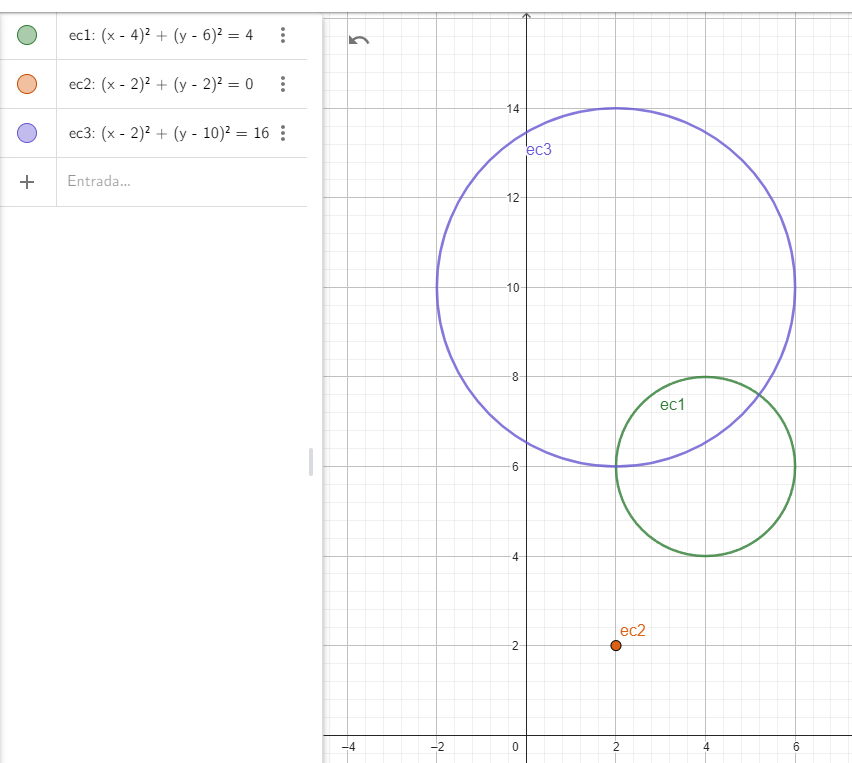 ec1: (x - 4)² + (y - 6)² = 4
ec2: (x - 2)² + (y - 2)² = 0
ec3: (x - 2)² + (y - 10)² = 16
Entrada...
14
ec3
12
10
8
ec1
6
4
ec2
2
-4 -2 0 2 4 6